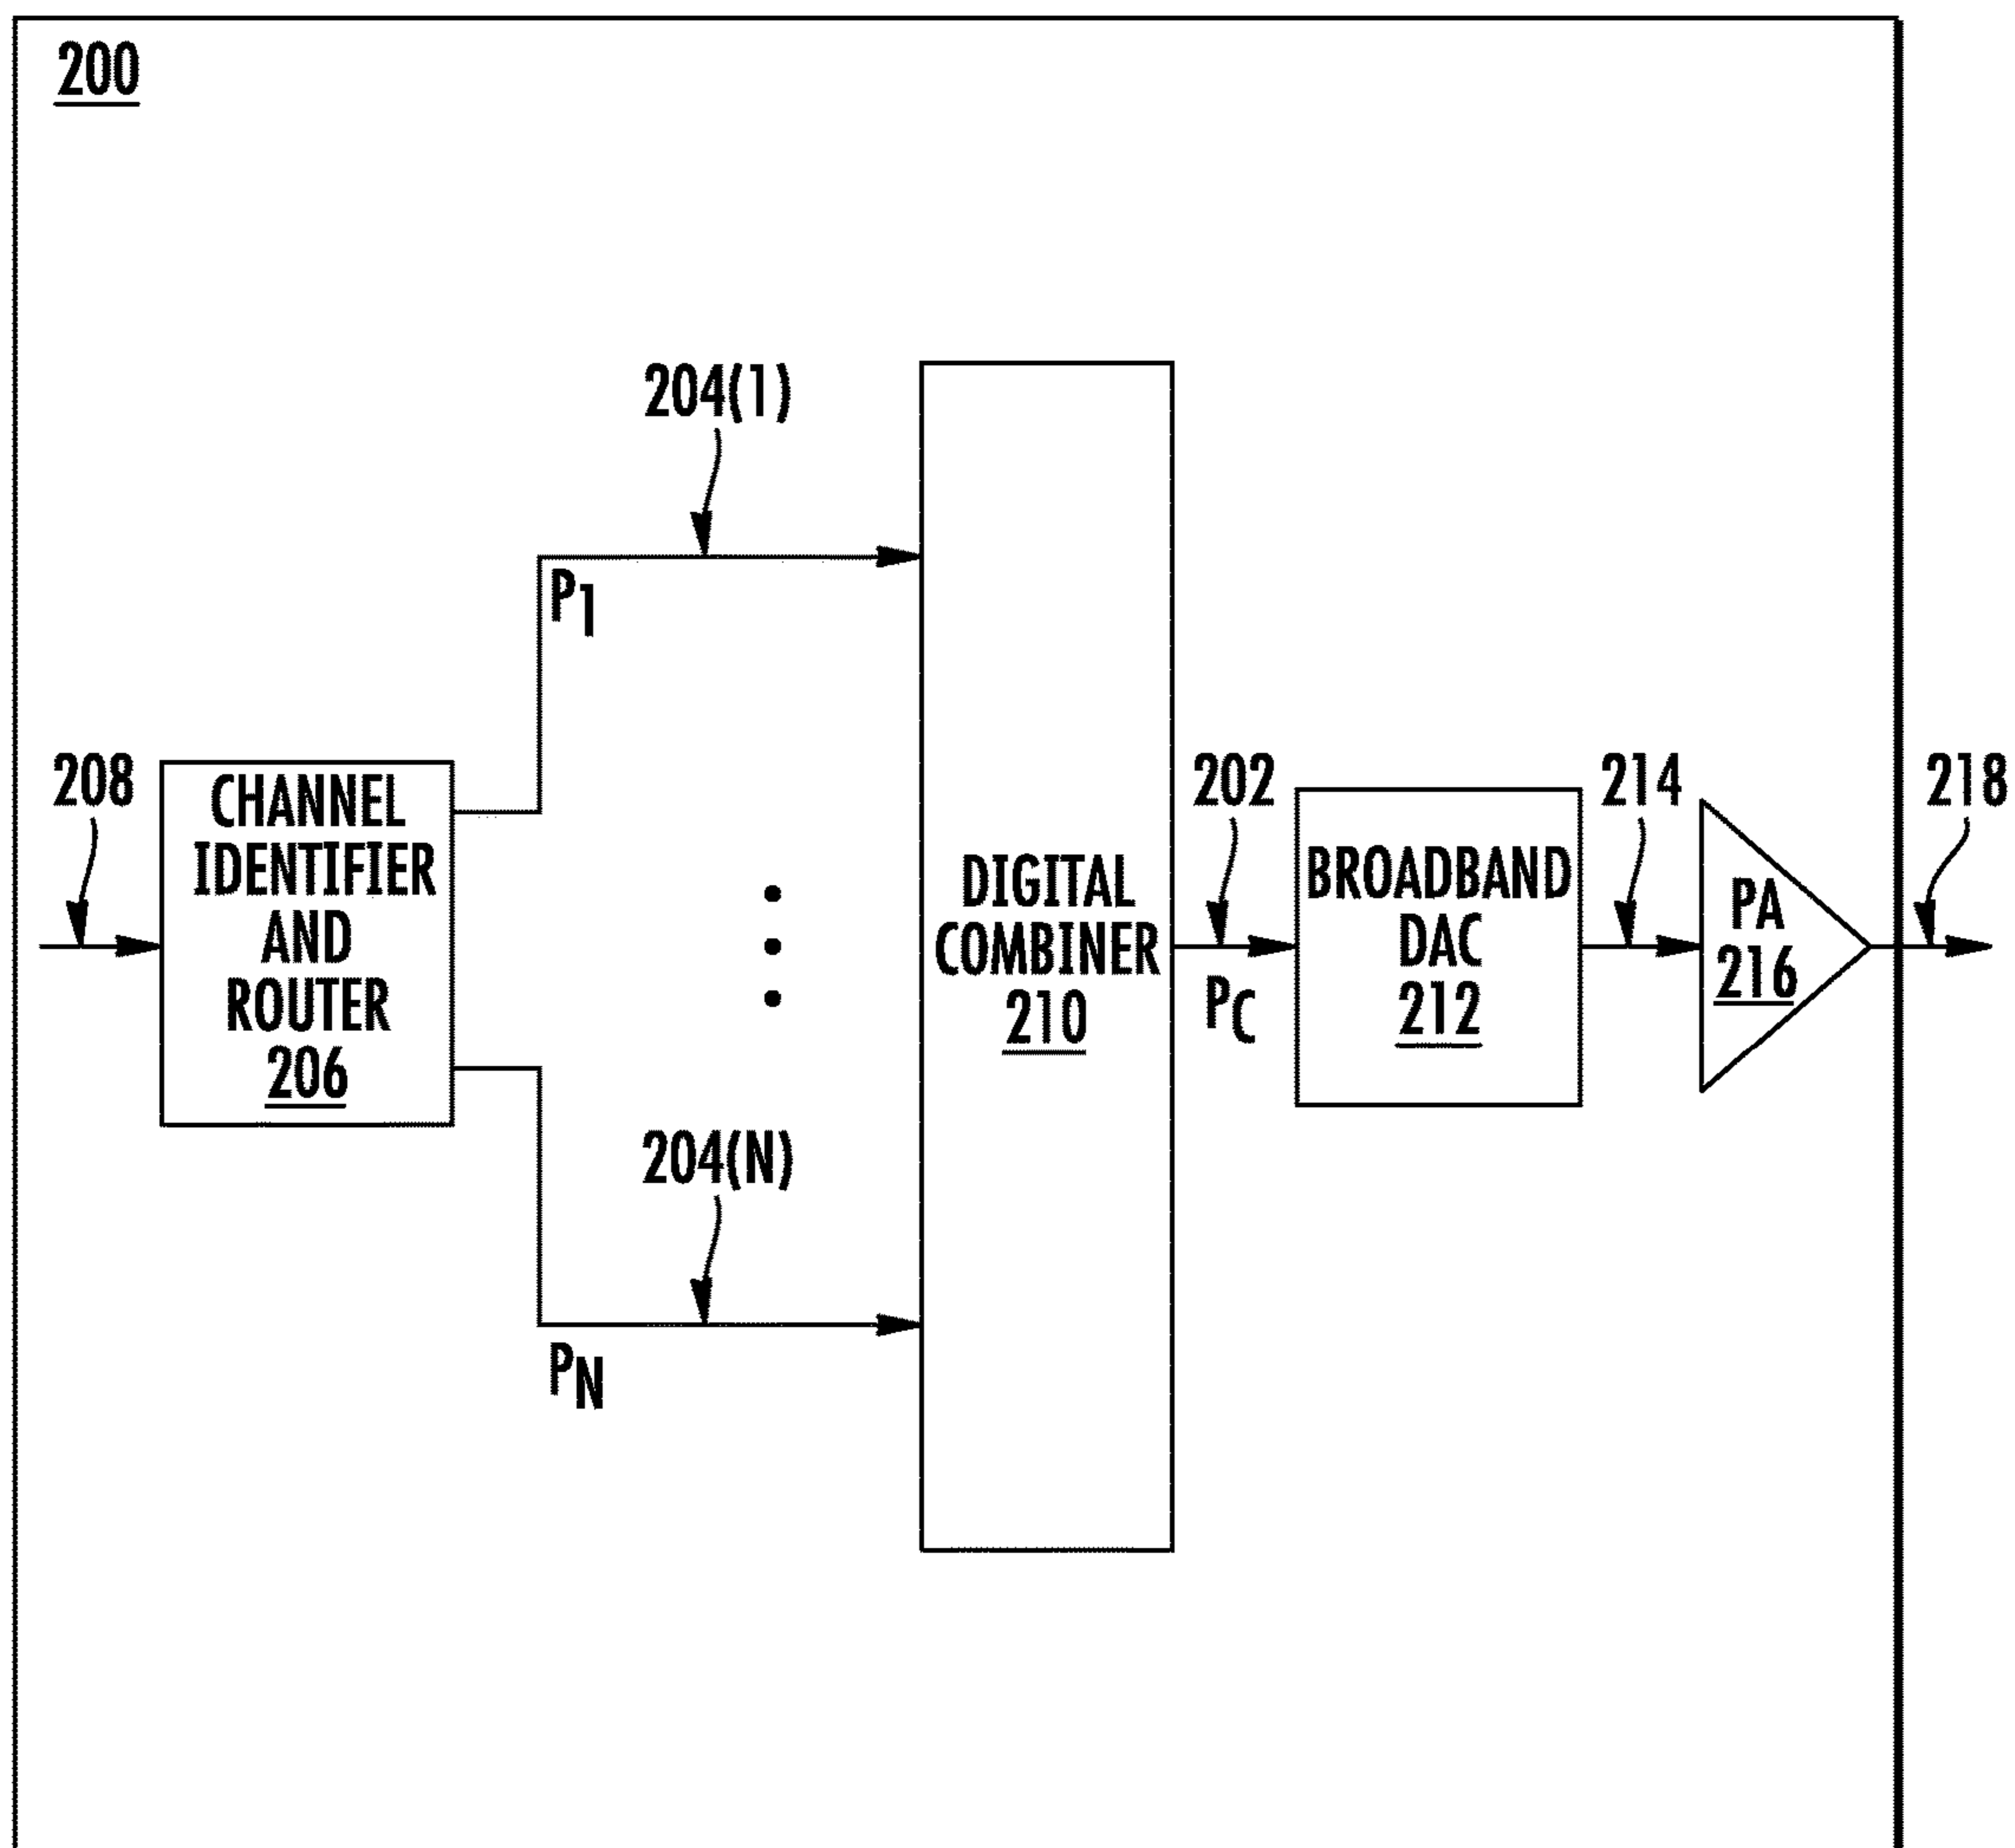 200
204(1)
P1
208
CHANNEL
IDENTIFIER
AND
ROUTER
206
204(N)
PN
DIGITAL
COMBINER
210
202
PC
BROADBAND
DAC
212
214
PA
216
218